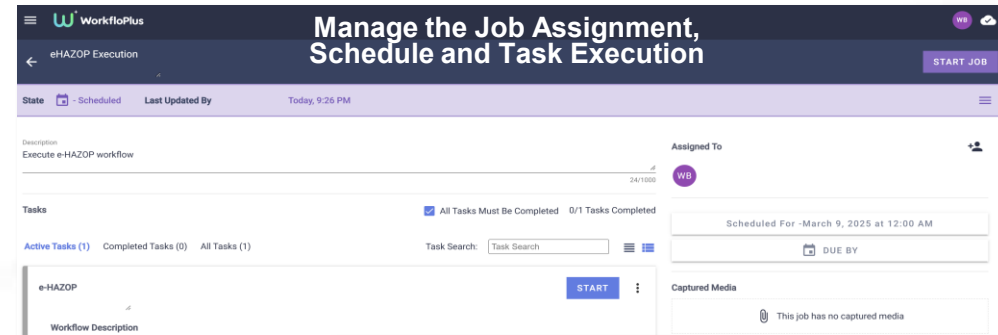 WorkfloPlus
Manage the Job Assignment,
Schedule and Task Execution
WB
eHAZOP Execution
START JOB
State - Scheduled Last Updated By Today, 9:26 PM
Description
Execute e-HAZOP workflow
24/1000
Assigned To
WB
Tasks
All Tasks Must Be Completed 0/1 Tasks Completed
Scheduled For -March 9, 2025 at 12:00 AM
Active Tasks (1) Completed Tasks (0) All Tasks (1)
Task Search: Task Search
DUE BY
e-HAZOP
START
Captured Media
This job has no captured media
Workflow Description